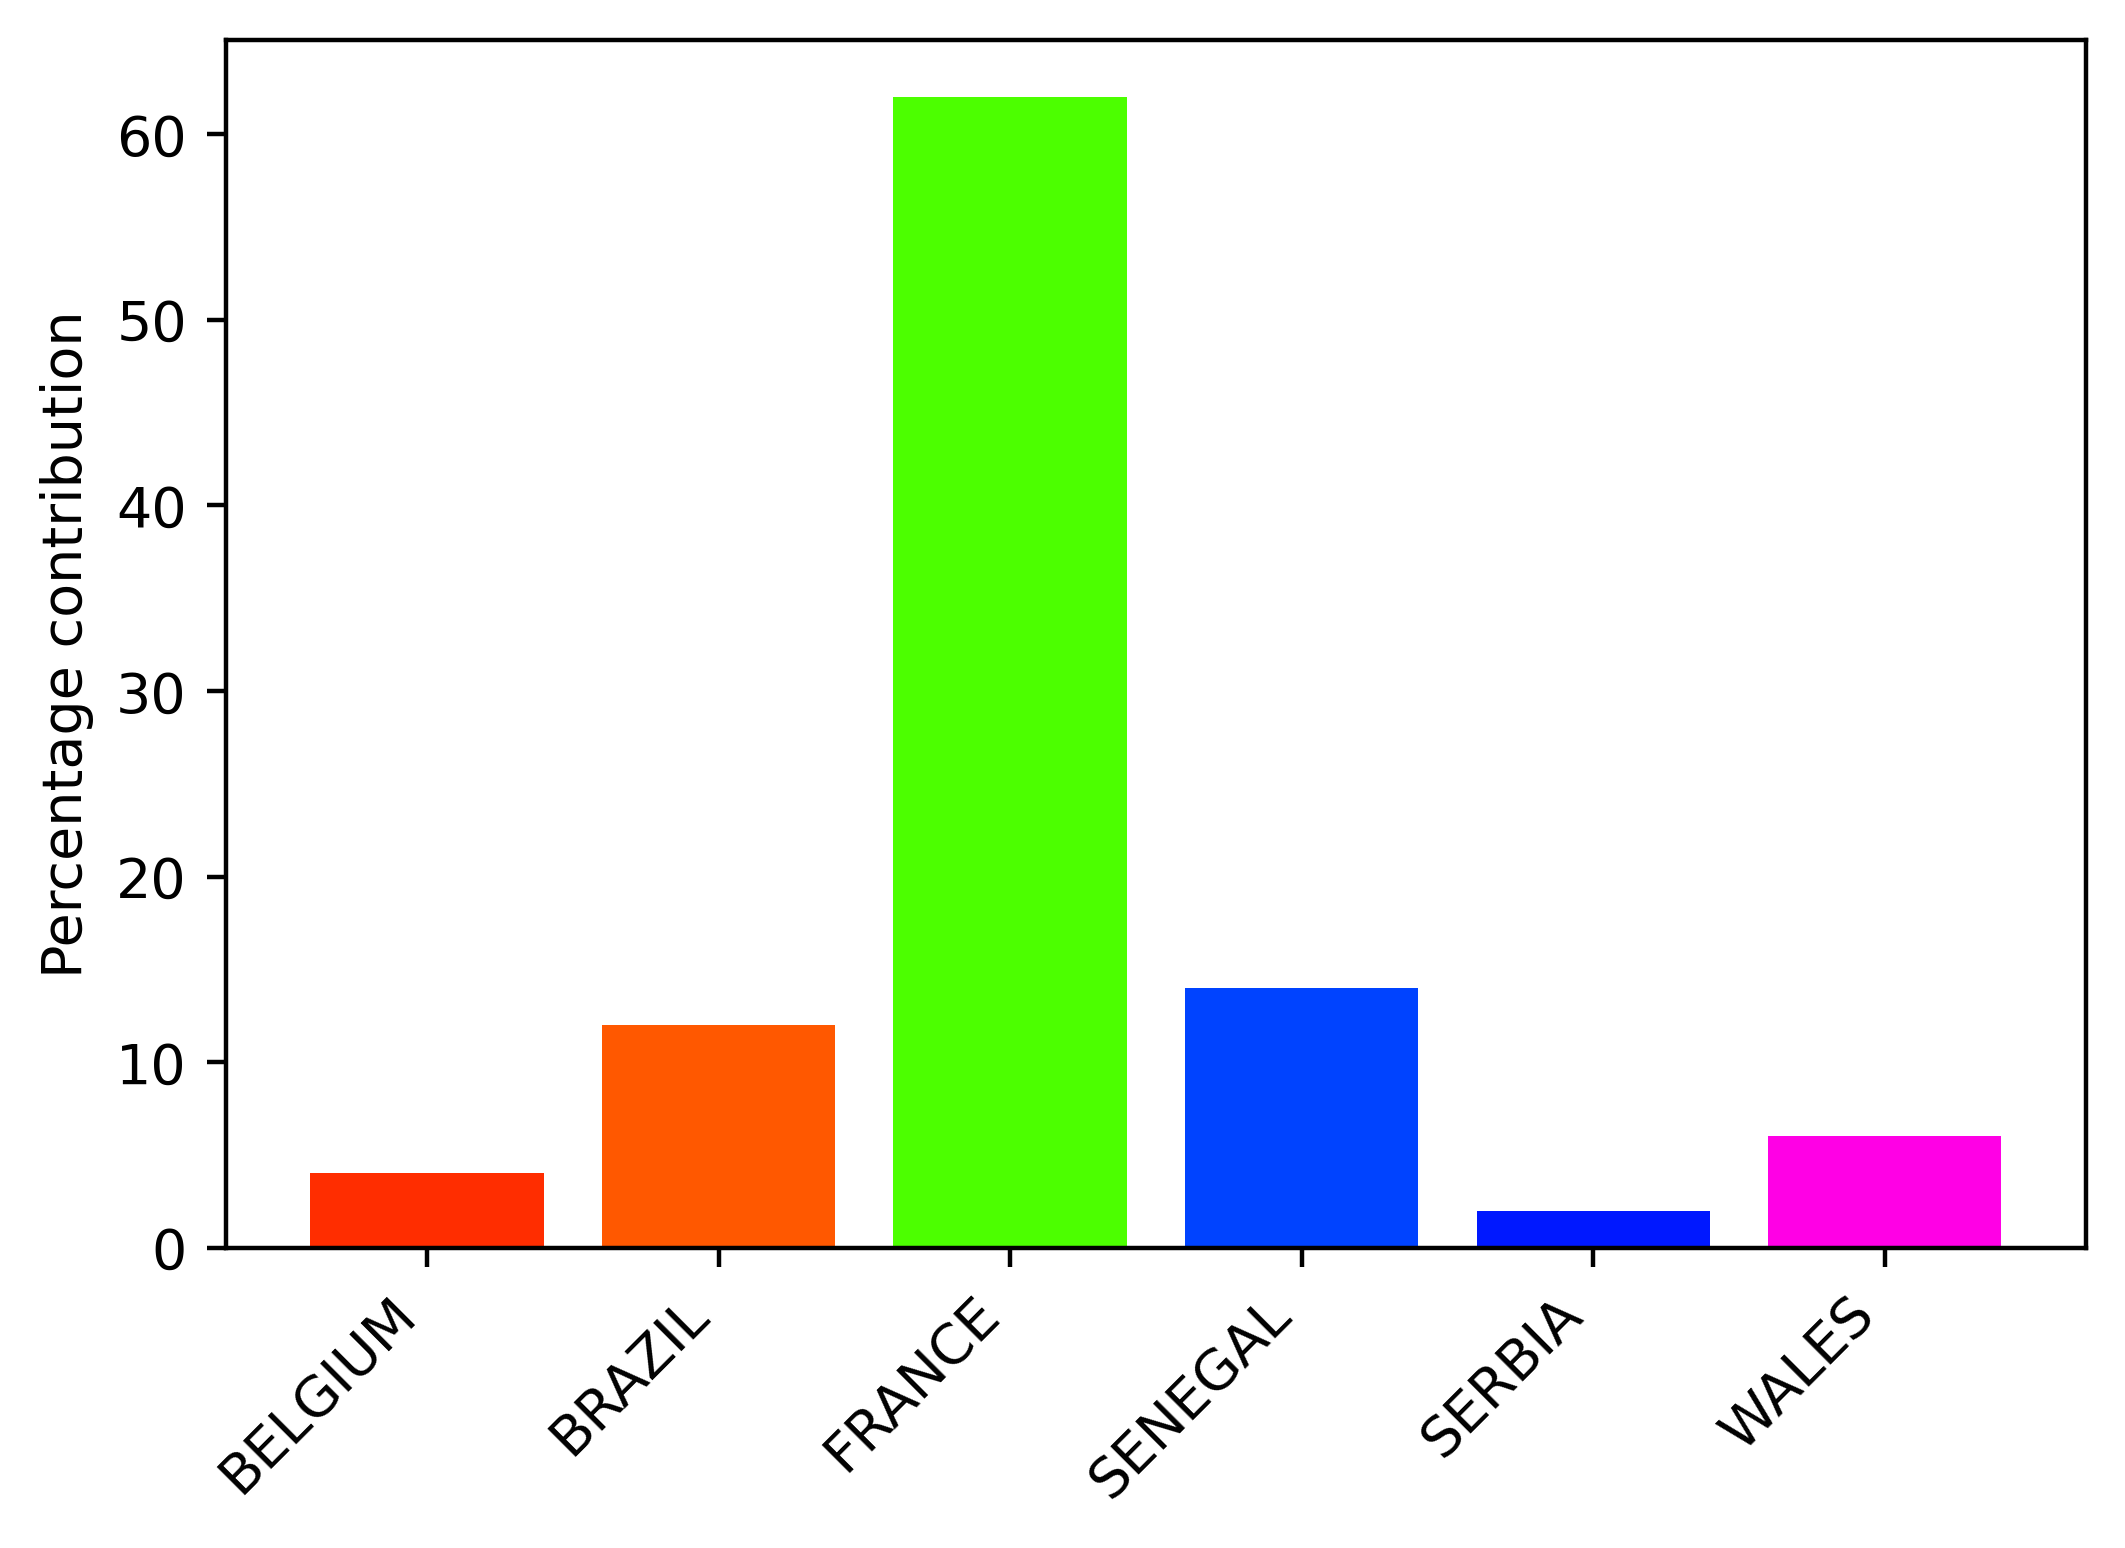 Percentage contribution
60
50
40
30
20
10
0
BELGIUM
BRAZIL
FRANCE
SENEGAL
SERBIA
WALES